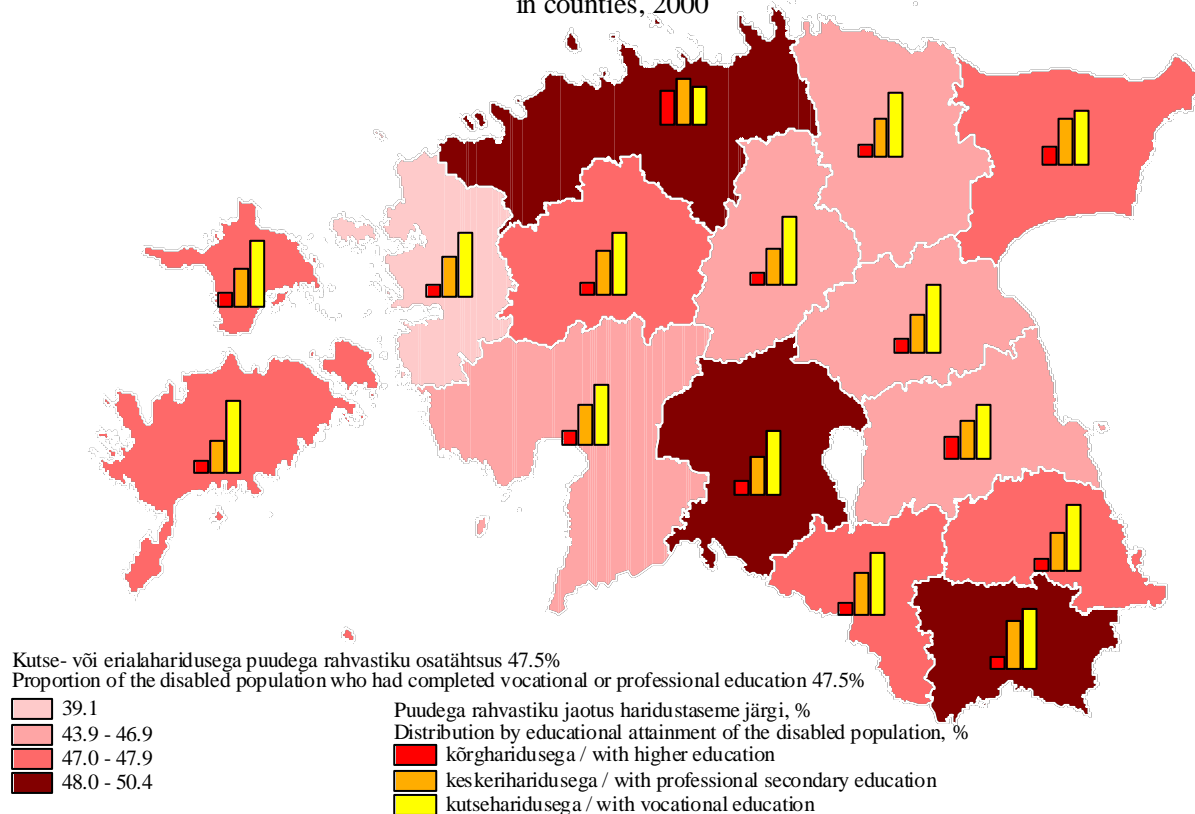 in counties, 2000
Kutse- või erialaharidusega puudega rahvastiku osatähtsus 47.5%
Proportion of the disabled population who had completed vocational or professional education 47.5%
39.1
43.9 - 46.9
47.0 - 47.9
48.0 - 50.4
Puudega rahvastiku jaotus haridustaseme järgi, %
Distribution by educational attainment of the disabled population, %
kõrgharidusega / with higher education
keskeriharidusega / with professional secondary education
kutseharidusega / with vocational education